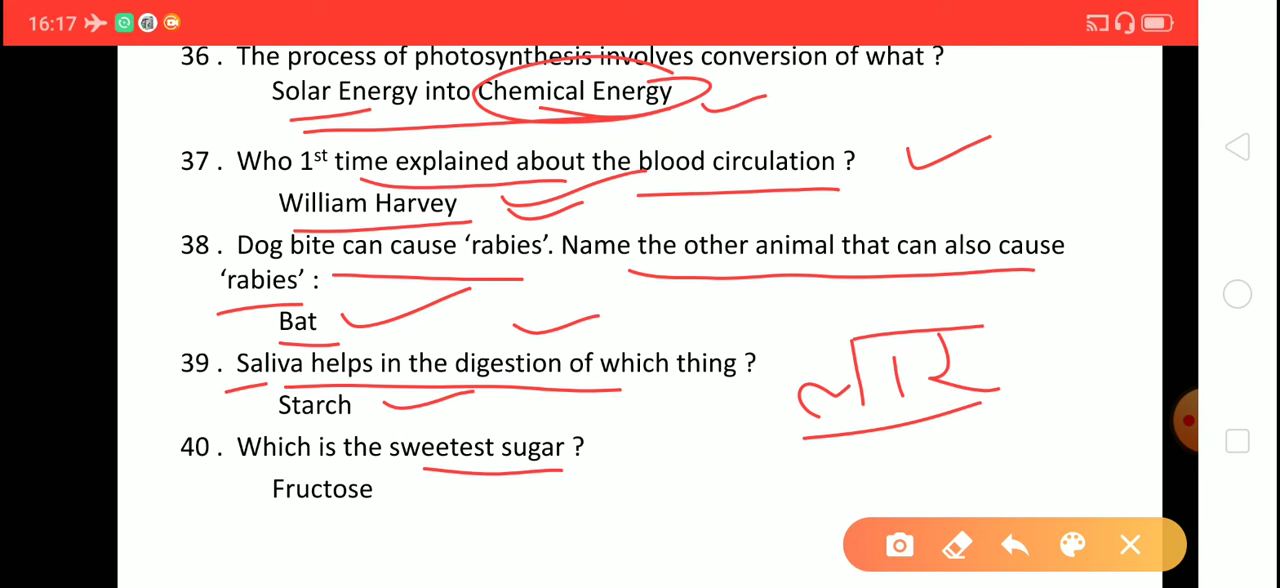 16:17
36 . The process of photosynthesis involves conversion of what ?
Solar Energy into Chemical Energy
37 . Who 1st time explained about the blood circulation ?
William Harvey
38 . Dog bite can cause ‘rabies’. Name the other animal that can also cause
‘rabies’ :
Bat
39 . Saliva helps in the digestion of which thing ?
Starch
40 . Which is the sweetest sugar ?
Fructose